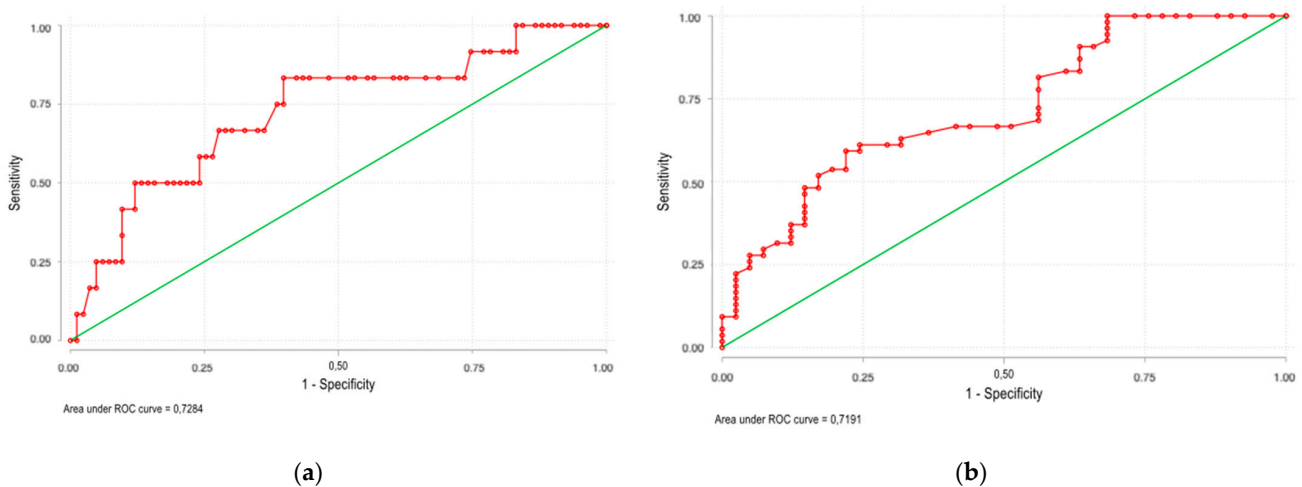 1.00
0.75
0.50
0.25
0.00
Sensitivity
0.00
0.25
0,50
0.75
1.00
1 - Specificity
Area under ROC curve = 0,7284
(a)
1.00
0.75
0.50
0.25
0.00
Sensitivity
0.00
0.25
0,50
0.75
1.00
1 - Specificity
Area under ROC curve = 0,7191
(b)